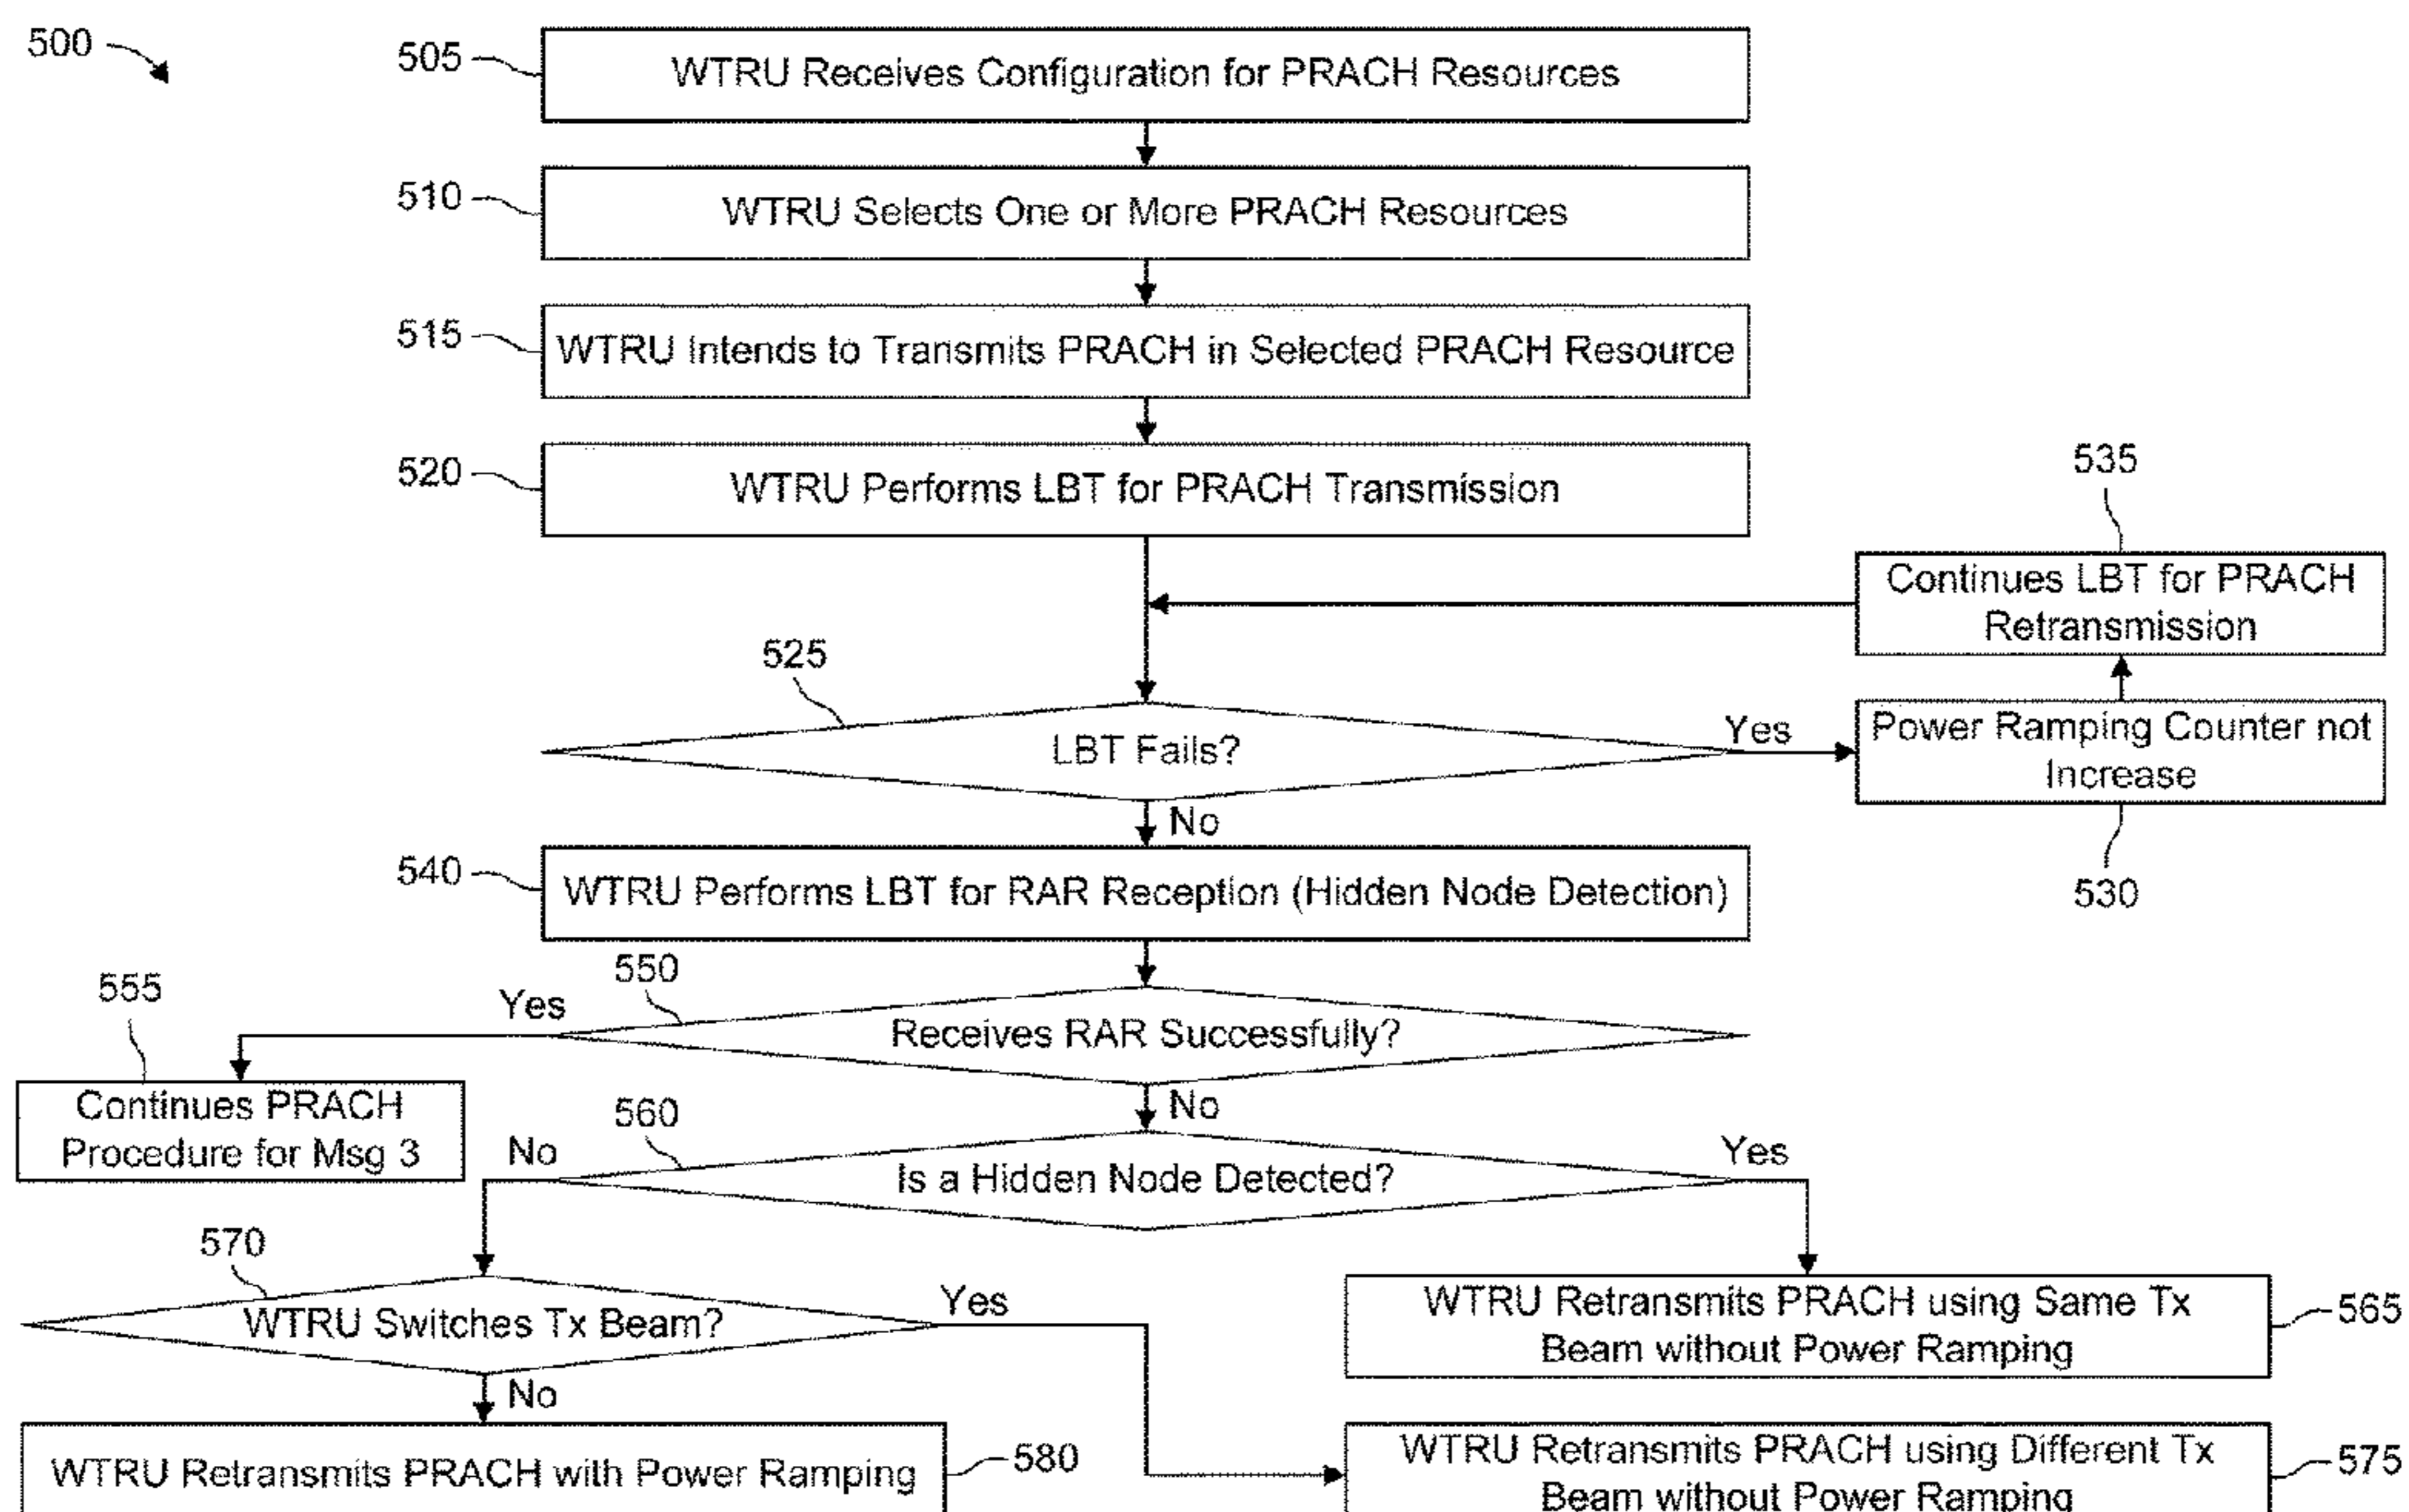 500
505
WTRU Receives Configuration for PRACH Resources
510
WTRU Selects One or More PRACH Resources
515
WTRU Intends to Transmits PRACH in Selected PRACH Resource
520
WTRU Performs LBT for PRACH Transmission
535
Continues LBT for PRACH
Retransmission
525
LBT Fails?
Yes
Power Ramping Counter not
Increase
530
No
540
WTRU Performs LBT for RAR Reception (Hidden Node Detection)
550
Receives RAR Successfully?
Yes
555
Continues PRACH
Procedure for Msg 3
No
560
Is a Hidden Node Detected?
No
Yes
570
WTRU Switches Tx Beam?
Yes
WTRU Retransmits PRACH using Same Tx
Beam without Power Ramping
565
No
WTRU Retransmits PRACH with Power Ramping
580
WTRU Retransmits PRACH using Different Tx
Beam without Power Ramping
575